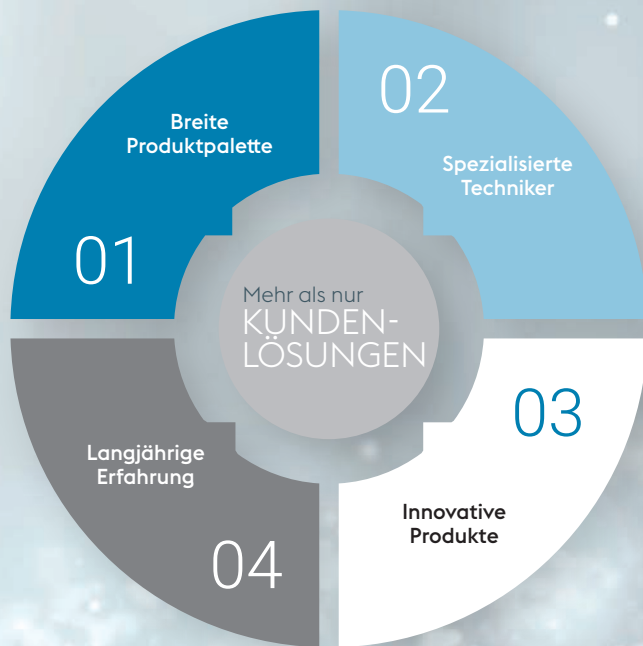 Breite
Produktpalette
01
02
Spezialisierte
Techniker
Mehr als nur
KUNDEN-
LÖSUNGEN
03
Innovative
Produkte
Langjährige
Erfahrung
04